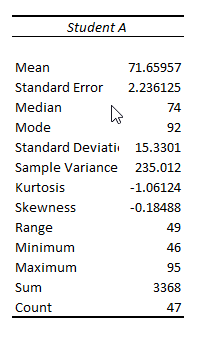 Student A
Mean 71.65957
Standard Error 2.236125
Median 74
Mode 92
Standard Deviati 15.3301
Sample Variance 235.012
Kurtosis -1.06124
Skewness -0.18488
Range 49
Minimum 46
Maximum 95
Sum 3368
Count 47